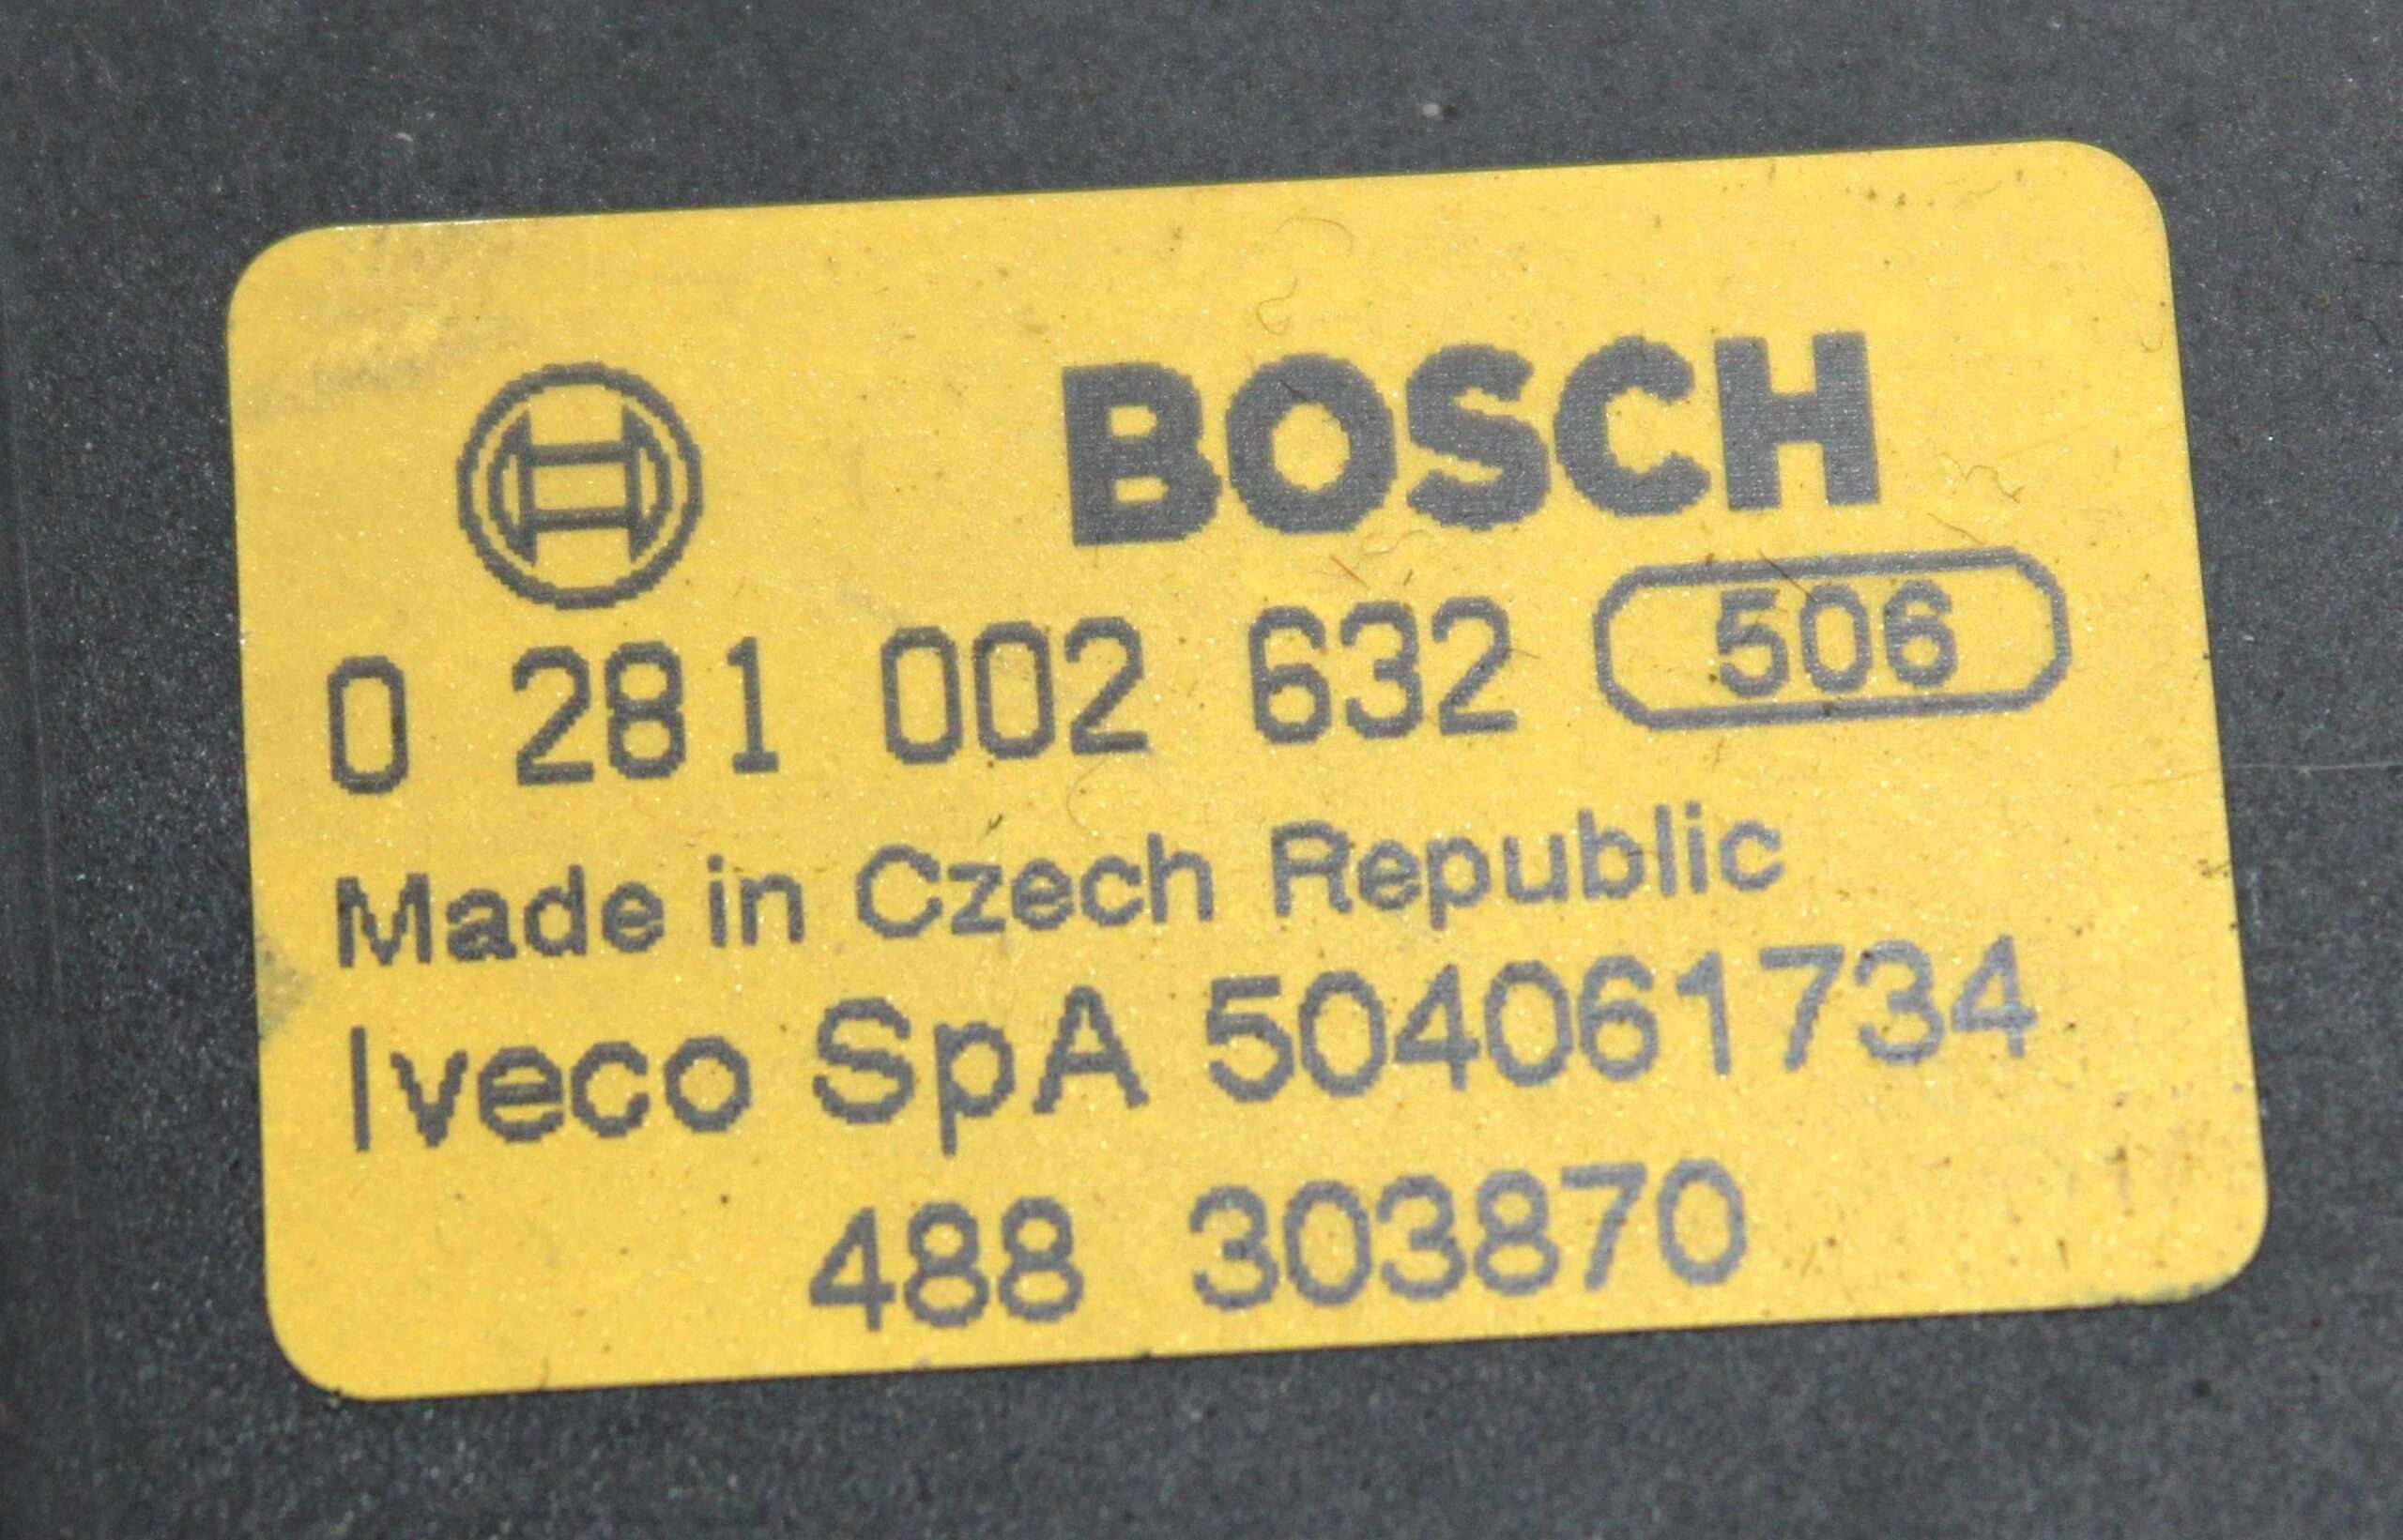 BOSCH
0 281 002 632 506
Made in Czech Republic
Iveco SpA 504061734
488 303870